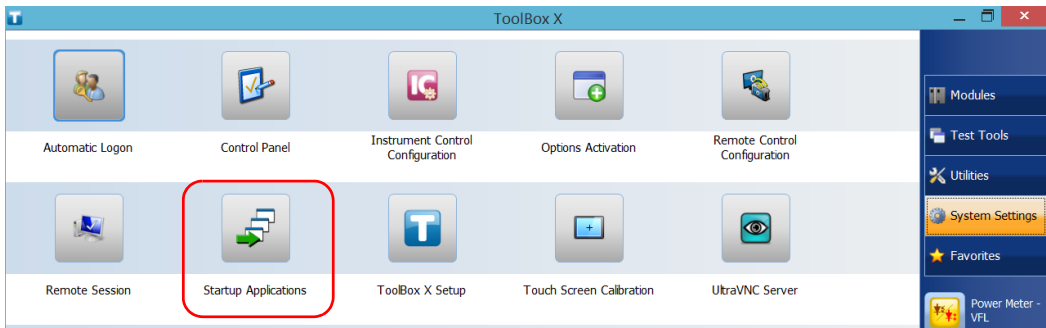 ToolBox X
Automatic Logon
Control Panel
IC
Instrument Control
Configuration
Options Activation
Remote Control
Configuration
Remote Session
Startup Applications
T
ToolBox X Setup
Touch Screen Calibration
UltraVNC Server
Modules
Test Tools
Utilities
System Settings
Favorites
Power Meter -
VFL